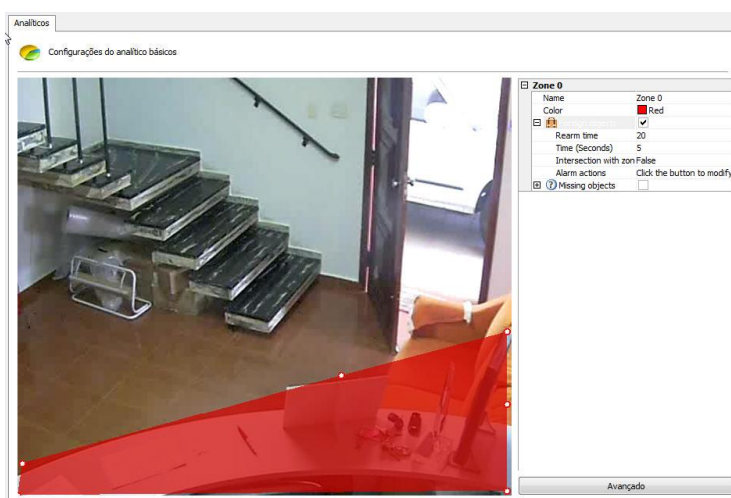 Analíticos
Configurações do analítico básicos
Zone 0
Name Zone 0
Color Red
Rearm time 20
Time (Seconds) 5
Intersection with zon False
Alarm actions Click the button to modify
Missing objects
Avançado